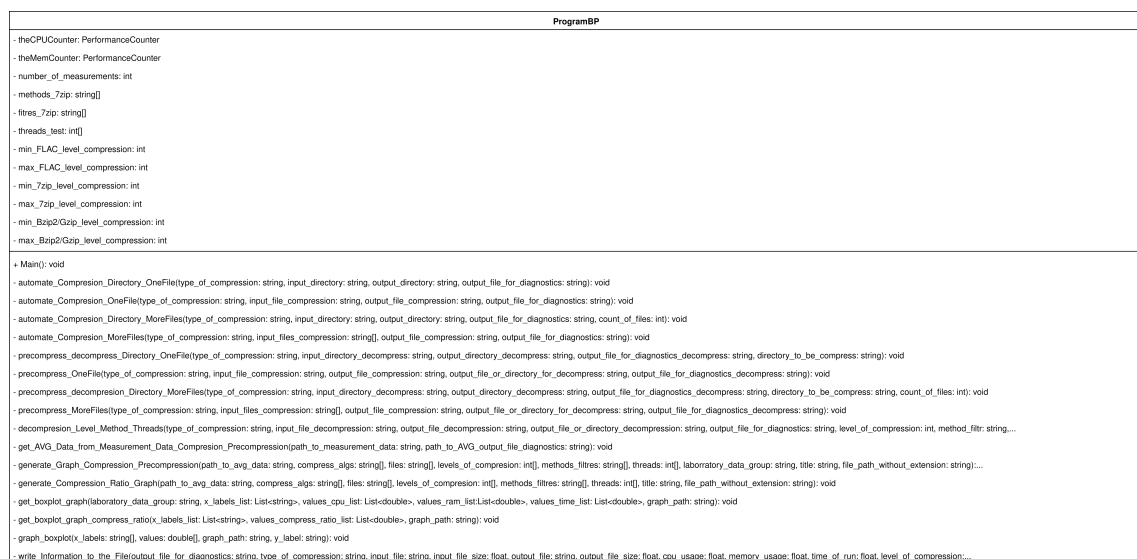 ProgramBP
- theCPUCounter: PerformanceCounter
- theMemCounter: PerformanceCounter
- number_of_measurements: int
- methods_7zip: string[]
- fitres_7zip: string[]
- threads_test: int[]
- min_FLAC_level_compression: int
- max_FLAC_level_compression: int
- min_7zip_level_compression: int
- max_7zip_level_compression: int
- min_Bzip2/Gzip_level_compression: int
- max_Bzip2/Gzip_level_compression: int
+ Main(): void
- automate_Compresion_Directory_OneFile(type_of_compression: string, input_directory: string, output_directory: string, output_file_for_diagnostics: string): void
- automate_Compresion_OneFile(type_of_compression: string, input_file_compression: string, output_file_compression: string, output_file_for_diagnostics: string): void
- automate_Compresion_Directory_MoreFiles(type_of_compression: string, input_directory: string, output_directory: string, output_file_for_diagnostics: string, count_of_files: int): void
- automate_Compresion_MoreFiles(type_of_compression: string, input_files_compression: string[], output_file_compression: string, output_file_for_diagnostics: string): void
- precompress_decompress_Directory_OneFile(type_of_compression: string, input_directory_decompress: string, output_directory_decompress: string, output_file_for_diagnostics_decompress: string, directory_to_be_compress: string): void
- precompress_OneFile(type_of_compression: string, input_file_compression: string, output_file_compression: string, output_file_or_directory_for_decompress: string, output_file_for_diagnostics_decompress: string): void
- precompress_decompresion_Directory_MoreFiles(type_of_compression: string, input_directory_decompress: string, output_directory_decompress: string, output_file_for_diagnostics_decompress: string, directory_to_be_compress: string, count_of_files: int): void
- precompress_MoreFiles(type_of_compression: string, input_files_compression: string[], output_file_compression: string, output_file_or_directory_for_decompress: string, output_file_for_diagnostics_decompress: string): void
- decompresion_Level_Method_Threads(type_of_compression: string, input_file_decompression: string, output_file_decompression: string, output_file_or_directory_decompression: string, output_file_for_diagnostics: string, level_of_compression: int, method_filtr: string,...
- get_AVG_Data_from_Measurement_Data_Compresion_Precompression(path_to_measurement_data: string, path_to_AVG_output_file_diagnostics: string): void
- generate_Graph_Compression_Precompression(path_to_avg_data: string, compress_algs: string[], files: string[], levels_of_compresion: int[], methods_filtres: string[], threads: int[], laborratory_data_group: string, title: string, file_path_without_extension: string):...
- generate_Compression_Ratio_Graph(path_to_avg_data: string, compress_algs: string[], files: string[], levels_of_compression: int[], methods_filtres: string[], threads: int[], title: string, file_path_without_extension: string): void
- get_boxplot_graph(laboratory_data_group: string, x_labels_list: List<string>, values_cpu_list: List<double>, values_ram_list:List<double>, values_time_list: List<double>, graph_path: string): void
- get_boxplot_graph_compress_ratio(x_labels_list: List<string>, values_compress_ratio_list: List<double>, graph_path: string): void
- graph_boxplot(x_labels: string[], values: double[], graph_path: string, y_label: string): void
- write_Information_to_the_File(output_file_for_diagnostics: string, type_of_compression: string, input_file: string, input_file_size: float, output_file: string, output_file_size: float, cpu_usage: float, memory_usage: float, time_of_run: float, level_of_compression:...